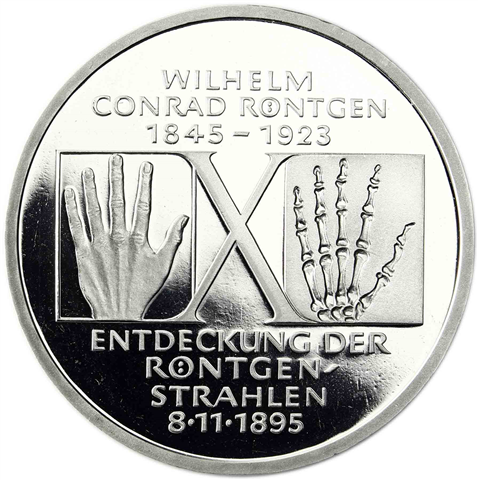 WILHELM
CONRAD RÖNTGEN
1845 – 1923
X
ENTDECKUNG DER
RÖNTGEN-
STRAHLEN
8·11·1895